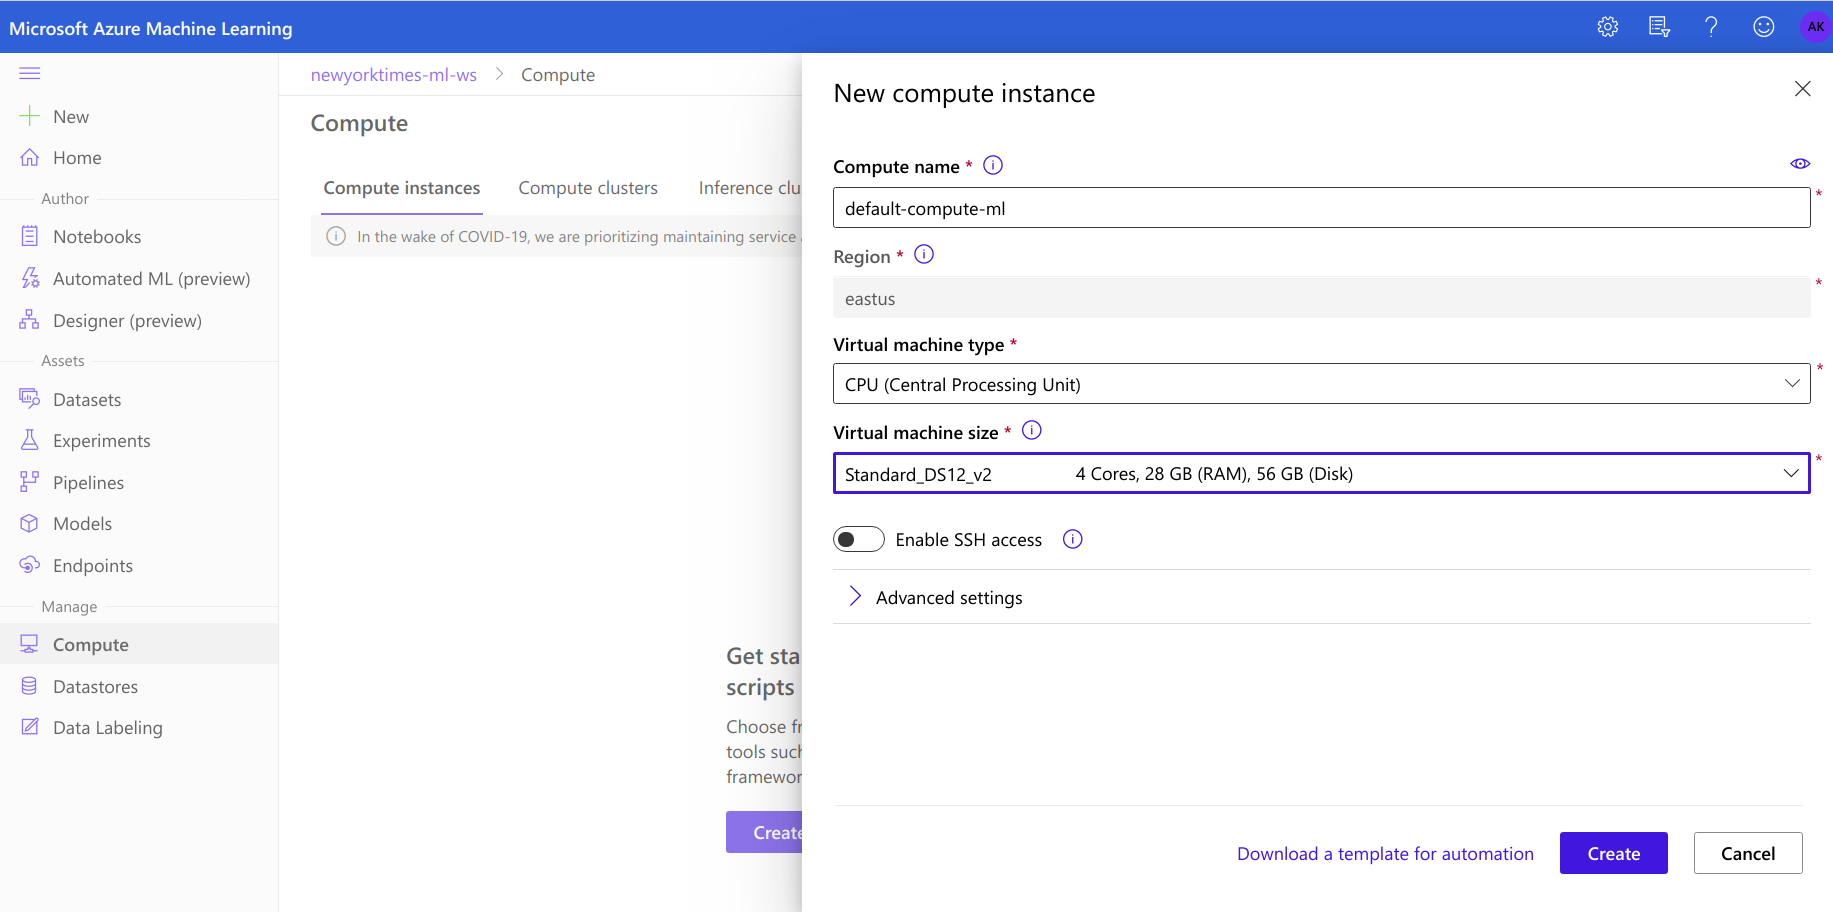 Microsoft Azure Machine Learning
AK
New
Home
Author
Notebooks
Automated ML (preview)
Designer (preview)
Assets
Datasets
Experiments
Pipelines
Models
Endpoints
Manage
Compute
Datastores
Data Labeling
newyorktimes-ml-ws > Compute
Compute
Compute instances Compute clusters Inference clu
In the wake of COVID-19, we are prioritizing maintaining service
Get sta
scripts
Choose fr
tools such
framewor
Create
New compute instance
Compute name *
default-compute-ml *
Region *
eastus *
Virtual machine type *
CPU (Central Processing Unit) *
Virtual machine size *
Standard_DS12_v2 4 Cores, 28 GB (RAM), 56 GB (Disk) *
Enable SSH access
Advanced settings
Download a template for automation Create Cancel